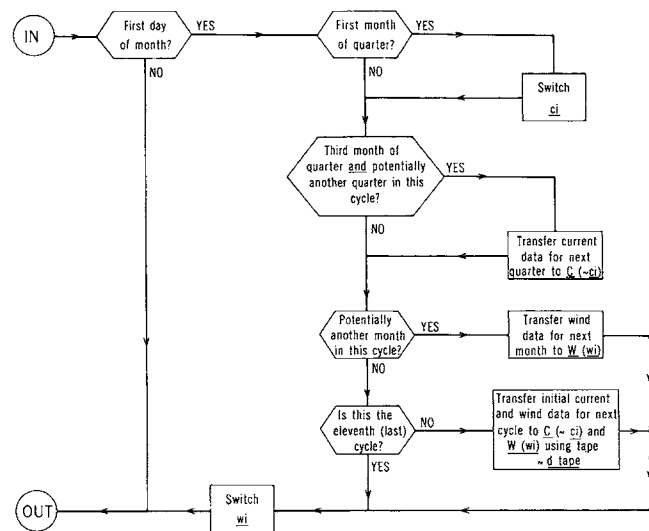 IN
First day
of month?
YES
NO
First month
of quarter?
YES
NO
Switch
ci
Third month of
quarter and potentially
another quarter in this
cycle?
YES
NO
Transfer current
data for next
quarter to C (~ci)
Potentially
another month
in this cycle?
YES
NO
Transfer wind
data for next
month to W (wi)
Is this the
eleventh (last)
cycle?
NO
YES
Transfer initial current
and wind data for next
cycle to C (~ ci) and
W (wi) using tape
~ d tape
Switch
wi
OUT